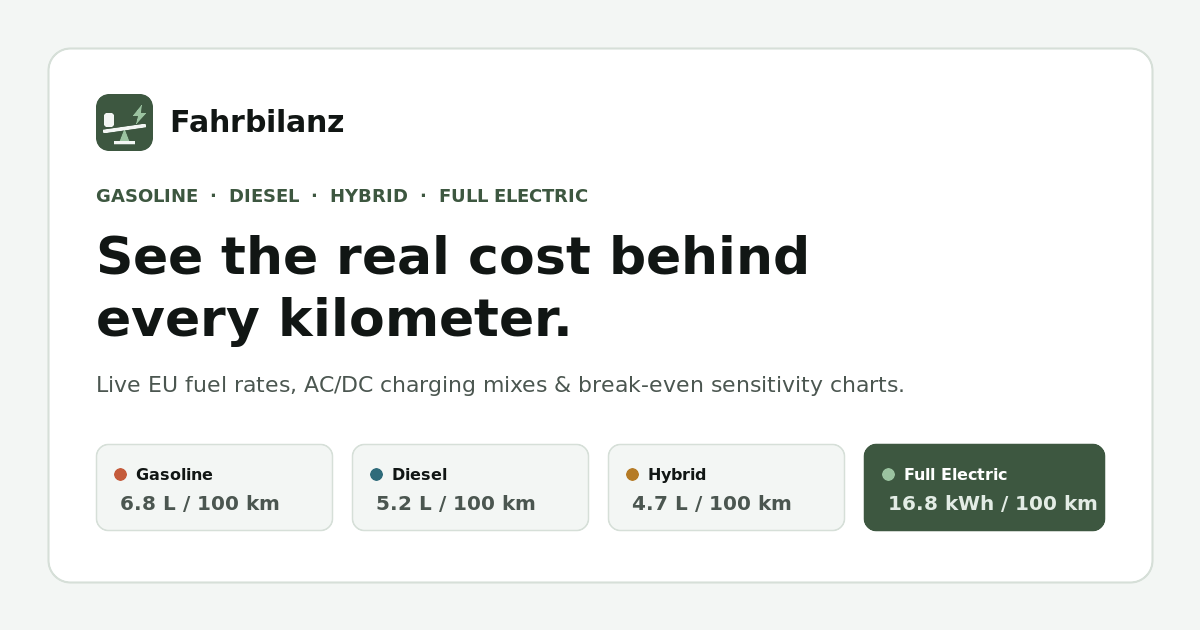 Fahrbilanz
GASOLINE · DIESEL · HYBRID · FULL ELECTRIC
See the real cost behind
every kilometer.
Live EU fuel rates, AC/DC charging mixes & break-even sensitivity charts.
Gasoline
6.8 L / 100 km
Diesel
5.2 L / 100 km
Hybrid
4.7 L / 100 km
Full Electric
16.8 kWh / 100 km